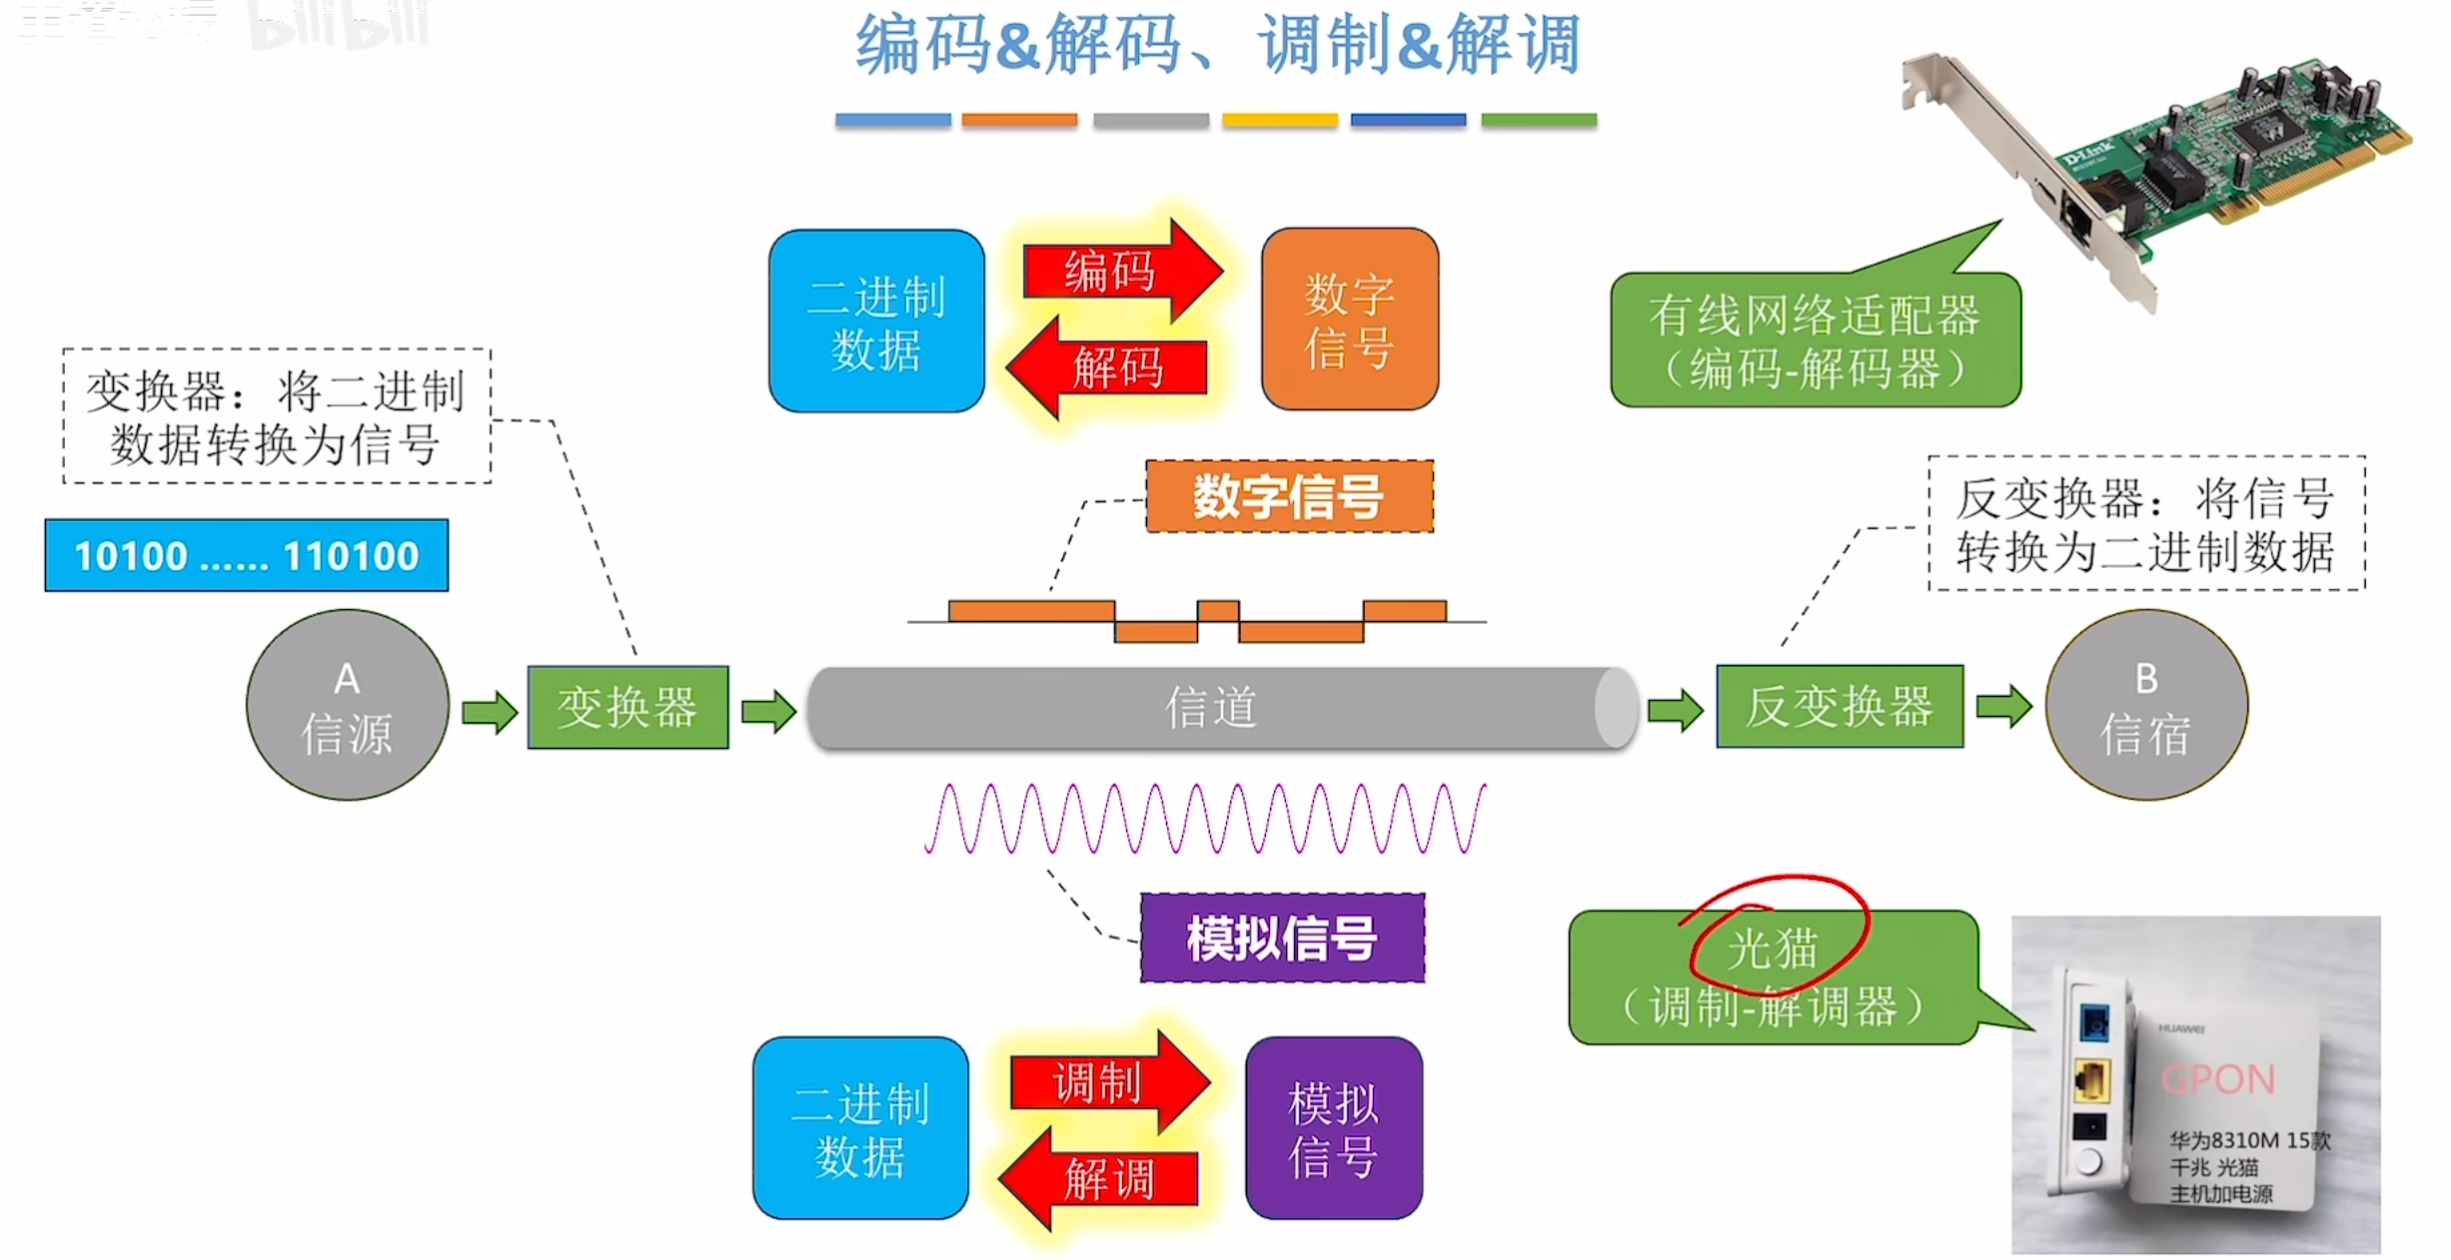 bilibili
编码&解码、调制&解调
D-Link
二进制
数据
编码
解码
数字
信号
有线网络适配器
（编码-解码器）
变换器：将二进制
数据转换为信号
数字信号
反变换器：将信号
转换为二进制数据
10100 ...... 110100
A
信源
变换器
信道
反变换器
B
信宿
模拟信号
光猫
（调制-解调器）
二进制
数据
调制
解调
模拟
信号
HUAWEI
GPON
华为8310M 15款
千兆 光猫
主机加电源